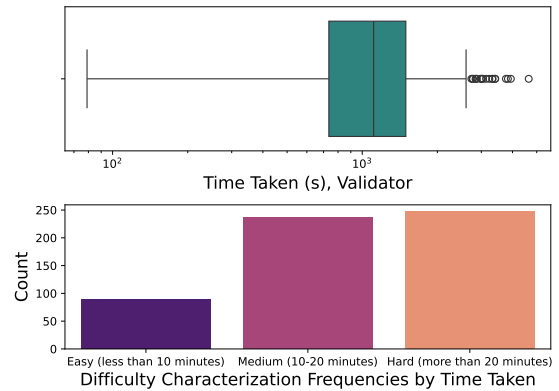 10²
10³
Time Taken (s), Validator
250
200
150
100
50
0
Count
Easy (less than 10 minutes)
Medium (10-20 minutes)
Hard (more than 20 minutes)
Difficulty Characterization Frequencies by Time Taken